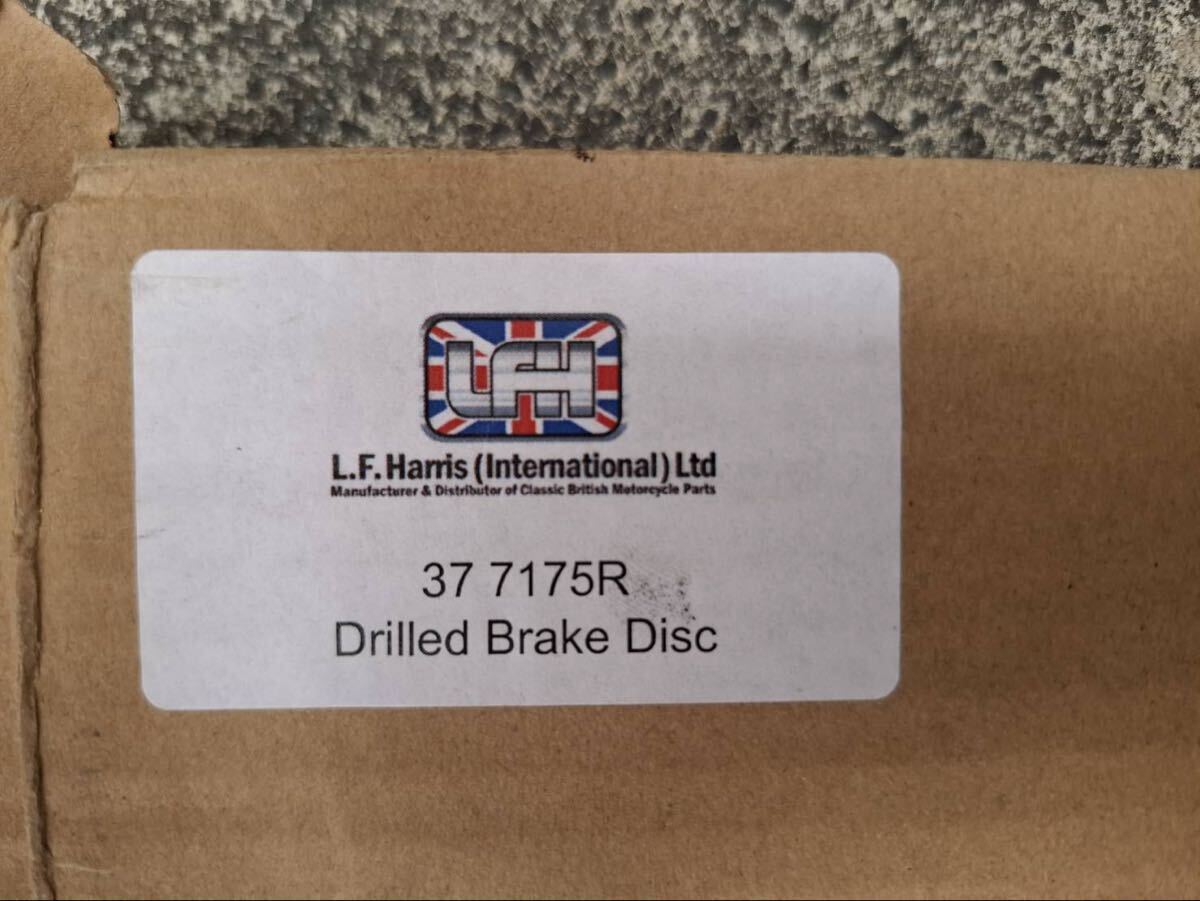 LFH
L.F. Harris (International) Ltd
Manufacturer & Distributor of Classic British Motorcycle Parts
37 7175R
Drilled Brake Disc